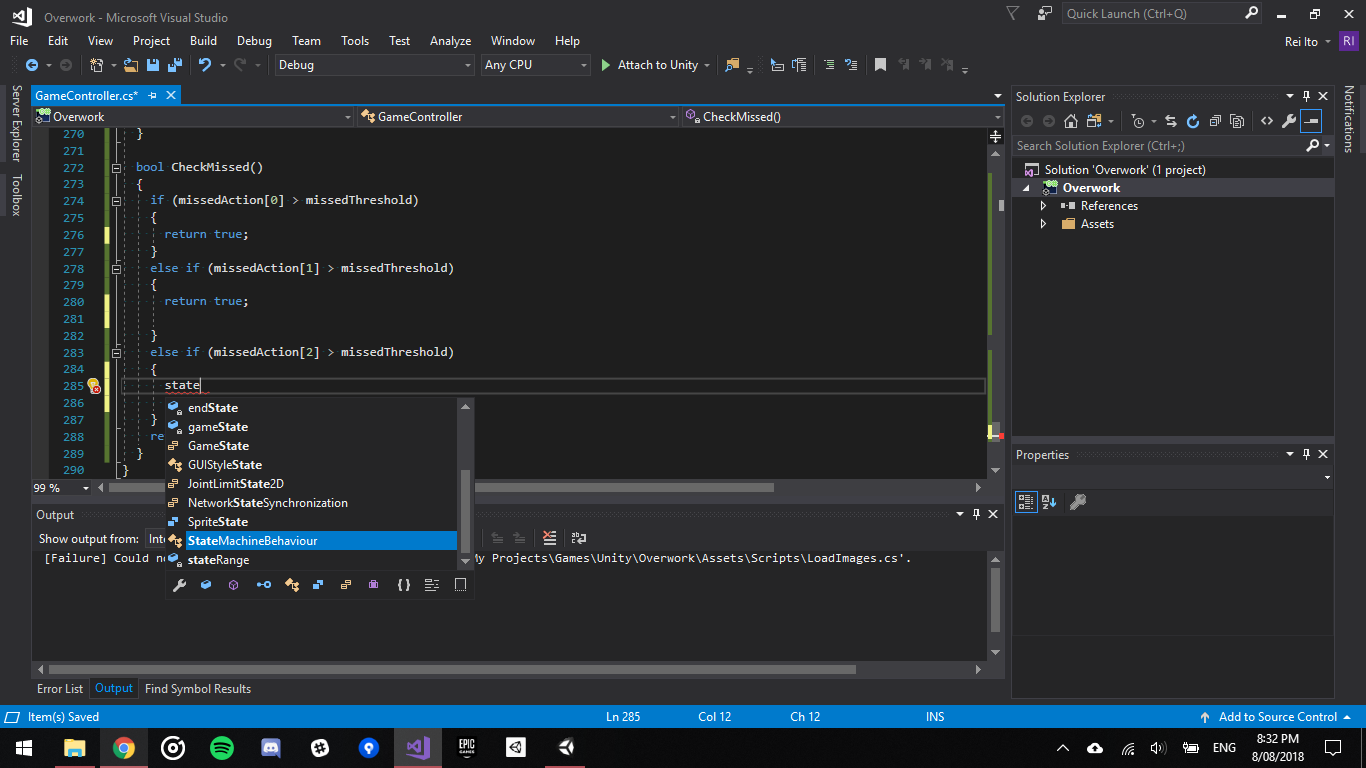 Overwork - Microsoft Visual Studio
Quick Launch (Ctrl+Q)
File Edit View Project Build Debug Team Tools Test Analyze Window Help
Rei Ito RI
Debug Any CPU Attach to Unity
Server Explorer
Toolbox
GameController.cs*
Overwork GameController CheckMissed()
270 }
271
272 bool CheckMissed()
273 {
274 if (missedAction[0] > missedThreshold)
275 {
276 return true;
277 }
278 else if (missedAction[1] > missedThreshold)
279 {
280 return true;
281
282 }
283 else if (missedAction[2] > missedThreshold)
284 {
285 state
286
287 }
288 re
289 }
290 }
endState
gameState
GameState
GUIStyleState
JointLimitState2D
NetworkStateSynchronization
SpriteState
StateMachineBehaviour
stateRange
99 %
Output
Show output from: Inte
[Failure] Could no My Projects\Games\Unity\Overwork\Assets\Scripts\LoadImages.cs'.
Error List Output Find Symbol Results
Solution Explorer
Search Solution Explorer (Ctrl+;)
Solution 'Overwork' (1 project)
Overwork
References
Assets
Properties
Notifications
Item(s) Saved Ln 285 Col 12 Ch 12 INS Add to Source Control
EPIC GAMES
ENG
8:32 PM
8/08/2018